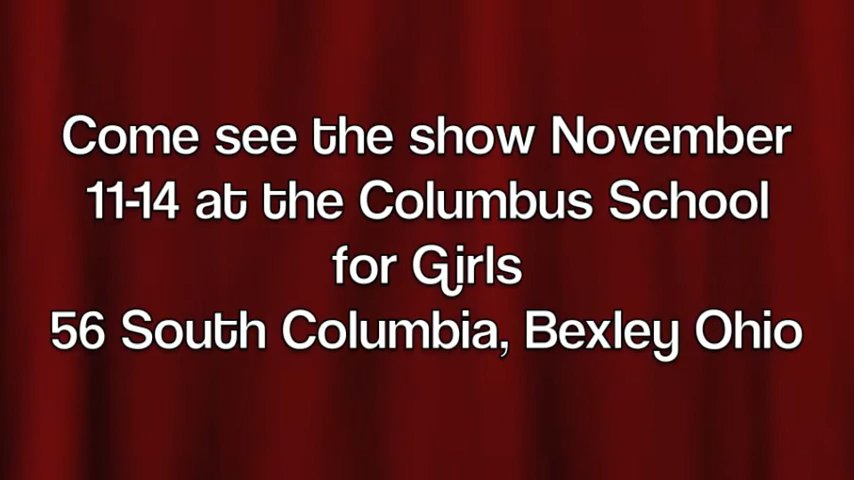 Come see the show November
11-14 at the Columbus School
for Girls
56 South Columbia, Bexley Ohio